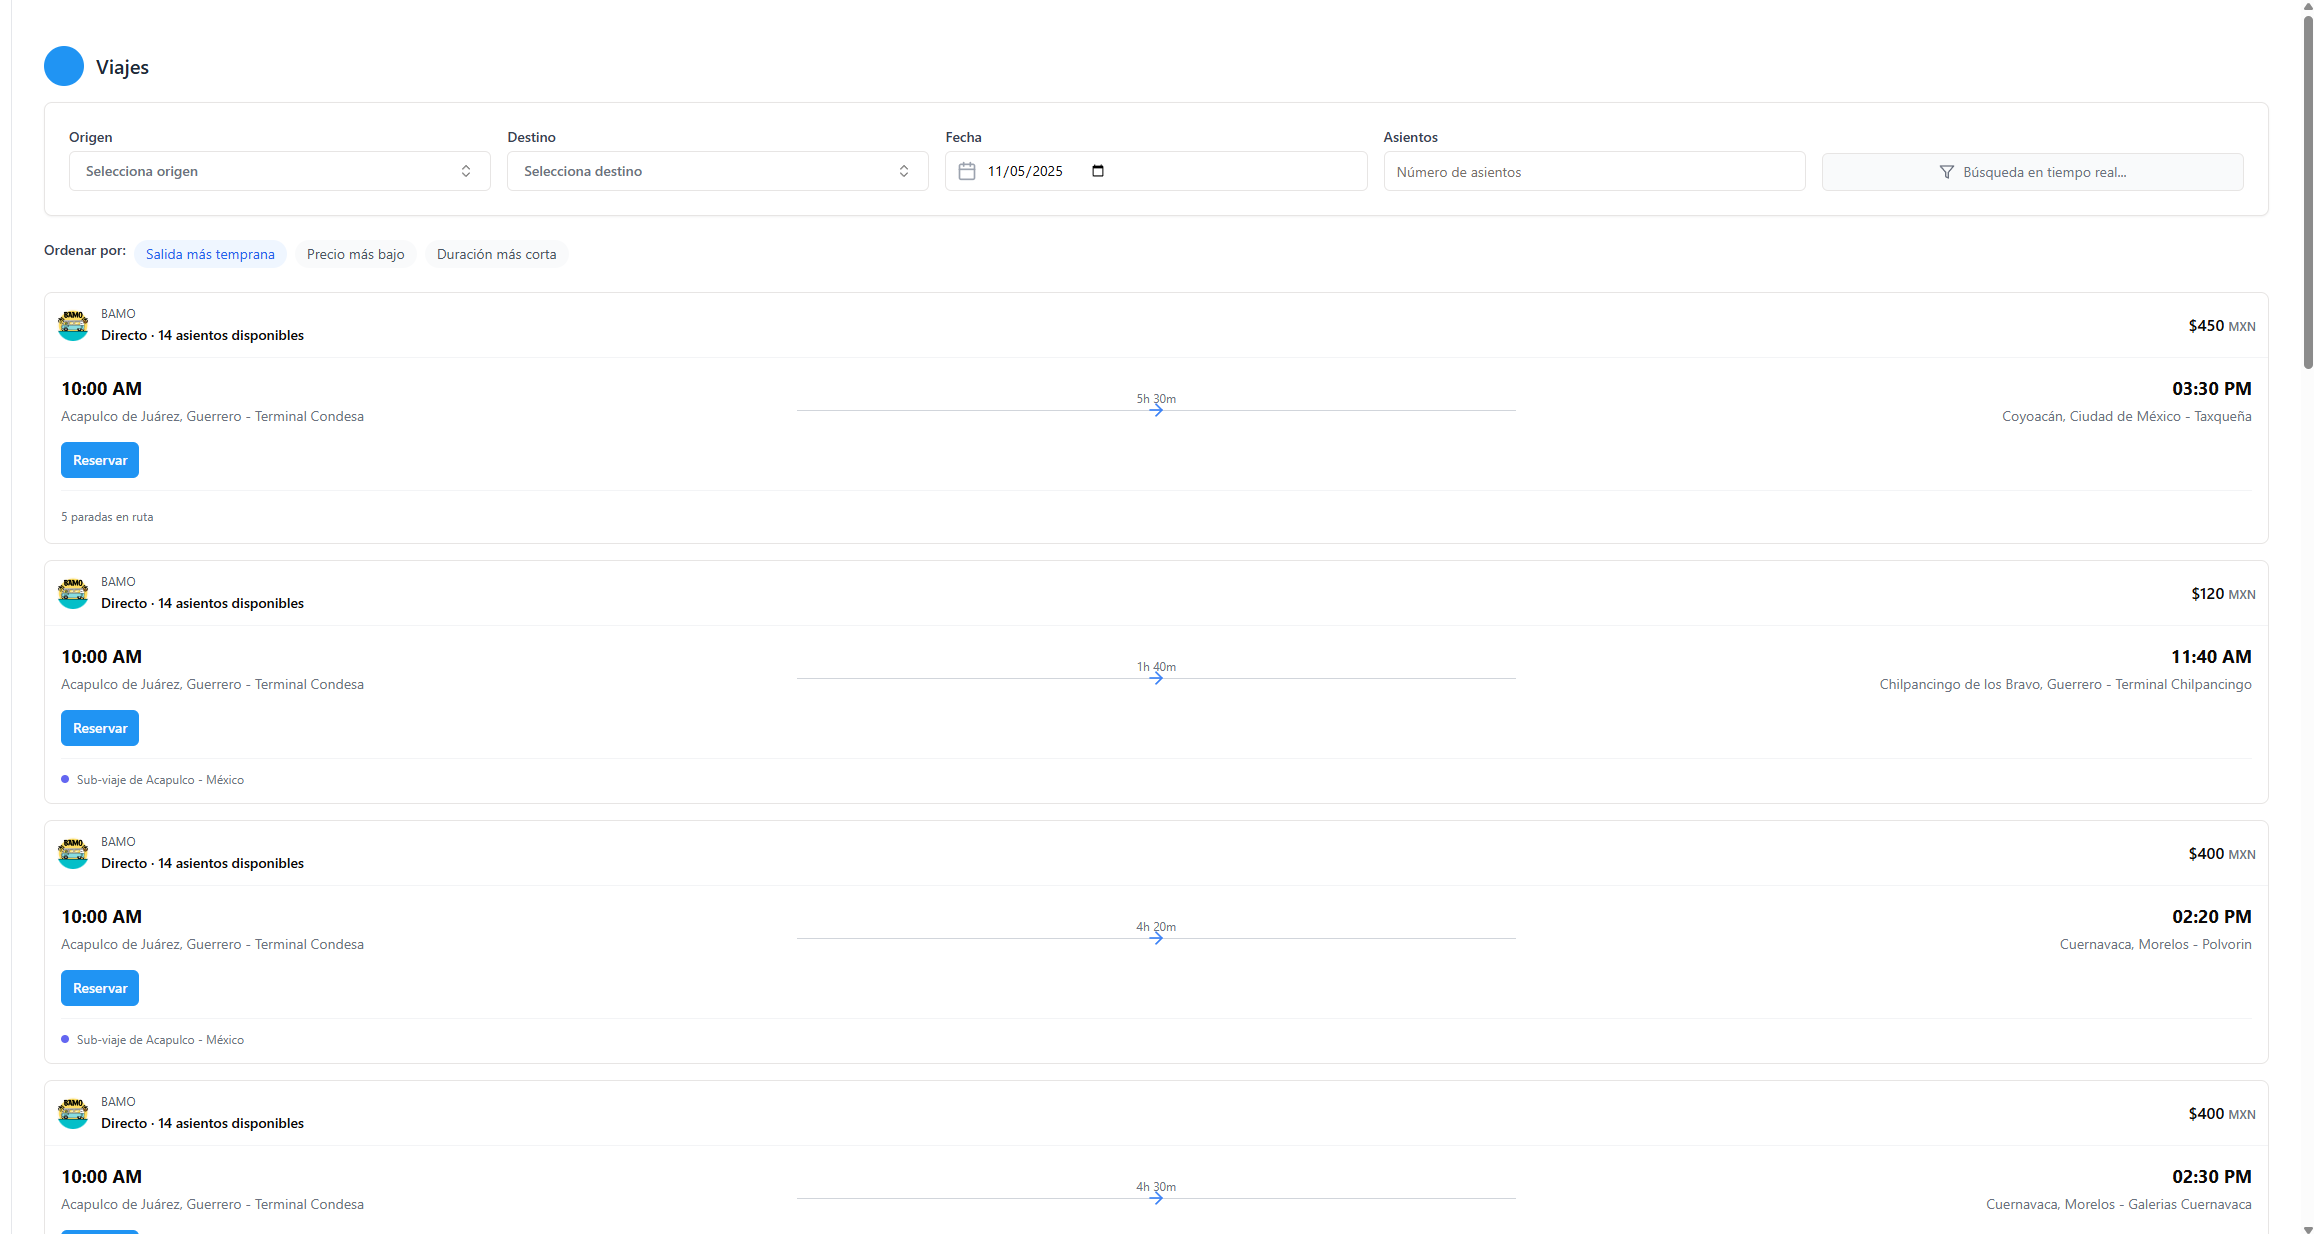 Viajes
Origen
Destino
Fecha
Asientos
Selecciona origen
Selecciona destino
11/05/2025
Número de asientos
Búsqueda en tiempo real...
Ordenar por:
Salida más temprana
Precio más bajo
Duración más corta
BAMO
BAMO
Directo · 14 asientos disponibles
$450 MXN
10:00 AM
5h 30m
03:30 PM
Acapulco de Juárez, Guerrero - Terminal Condesa
Coyoacán, Ciudad de México - Taxqueña
Reservar
5 paradas en ruta
BAMO
BAMO
Directo · 14 asientos disponibles
$120 MXN
10:00 AM
1h 40m
11:40 AM
Acapulco de Juárez, Guerrero - Terminal Condesa
Chilpancingo de los Bravo, Guerrero - Terminal Chilpancingo
Reservar
Sub-viaje de Acapulco - México
BAMO
BAMO
Directo · 14 asientos disponibles
$400 MXN
10:00 AM
4h 20m
02:20 PM
Acapulco de Juárez, Guerrero - Terminal Condesa
Cuernavaca, Morelos - Polvorin
Reservar
Sub-viaje de Acapulco - México
BAMO
BAMO
Directo · 14 asientos disponibles
$400 MXN
10:00 AM
4h 30m
02:30 PM
Acapulco de Juárez, Guerrero - Terminal Condesa
Cuernavaca, Morelos - Galerias Cuernavaca